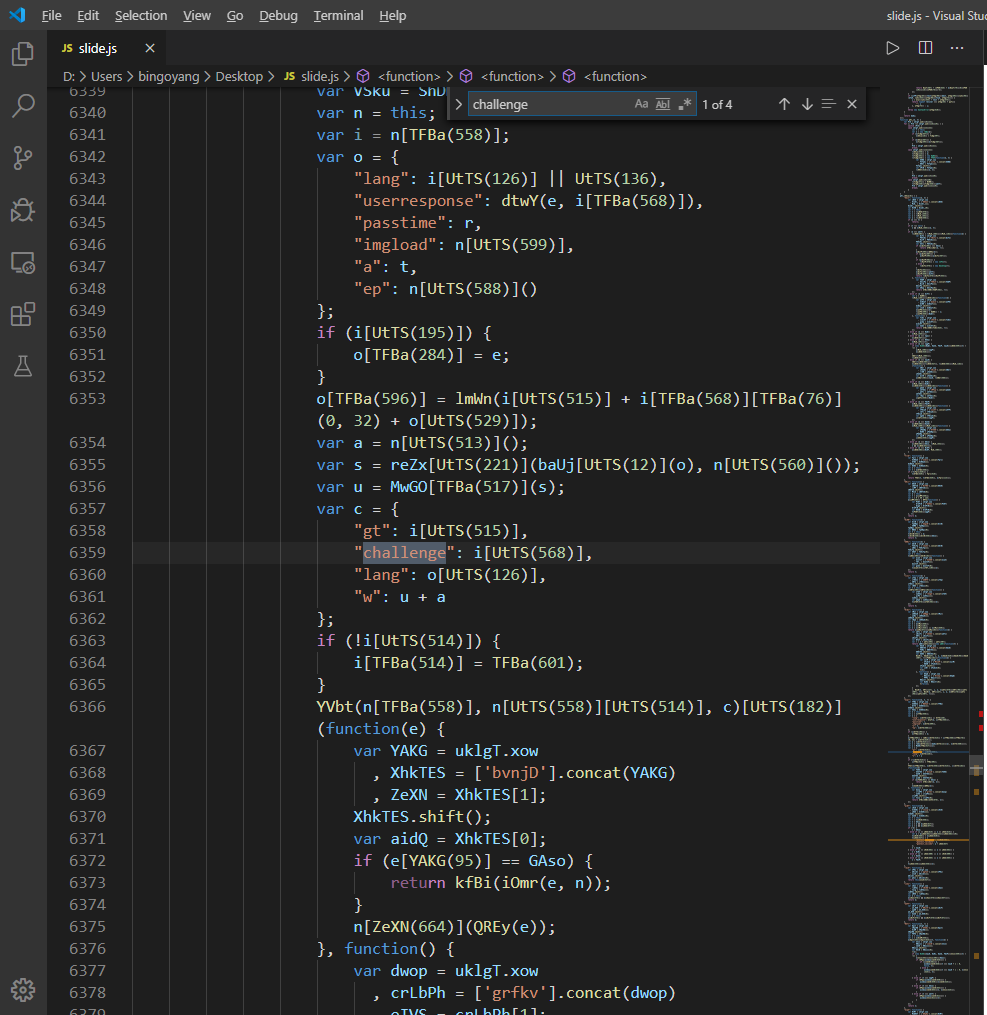 File Edit Selection View Go Debug Terminal Help slide.js - Visual Stud
JS slide.js
D: > Users > bingoyang > Desktop > JS slide.js > <function> > <function> > <function>
challenge Aa Abl .* 1 of 4
6339 var VSku = ShD
6340 var n = this;
6341 var i = n[TFBa(558)];
6342 var o = {
6343 "lang": i[UtTS(126)] || UtTS(136),
6344 "userresponse": dtwY(e, i[TFBa(568)]),
6345 "passtime": r,
6346 "imgload": n[UtTS(599)],
6347 "a": t,
6348 "ep": n[UtTS(588)]()
6349 };
6350 if (i[UtTS(195)]) {
6351 o[TFBa(284)] = e;
6352 }
6353 o[TFBa(596)] = lmWn(i[UtTS(515)] + i[TFBa(568)][TFBa(76)]
(0, 32) + o[UtTS(529)]);
6354 var a = n[UtTS(513)]();
6355 var s = reZx[UtTS(221)](baUj[UtTS(12)](o), n[UtTS(560)]());
6356 var u = MwGO[TFBa(517)](s);
6357 var c = {
6358 "gt": i[UtTS(515)],
6359 "challenge": i[UtTS(568)],
6360 "lang": o[UtTS(126)],
6361 "w": u + a
6362 };
6363 if (!i[UtTS(514)]) {
6364 i[TFBa(514)] = TFBa(601);
6365 }
6366 YVbt(n[TFBa(558)], n[UtTS(558)][UtTS(514)], c)[UtTS(182)]
(function(e) {
6367 var YAKG = uklgT.xow
6368 , XhkTES = ['bvnjD'].concat(YAKG)
6369 , ZeXN = XhkTES[1];
6370 XhkTES.shift();
6371 var aidQ = XhkTES[0];
6372 if (e[YAKG(95)] == GAso) {
6373 return kfBi(iOmr(e, n));
6374 }
6375 n[ZeXN(664)](QREy(e));
6376 }, function() {
6377 var dwop = uklgT.xow
6378 , crLbPh = ['grfkv'].concat(dwop)
6379 eIVS = crLbPh[1];